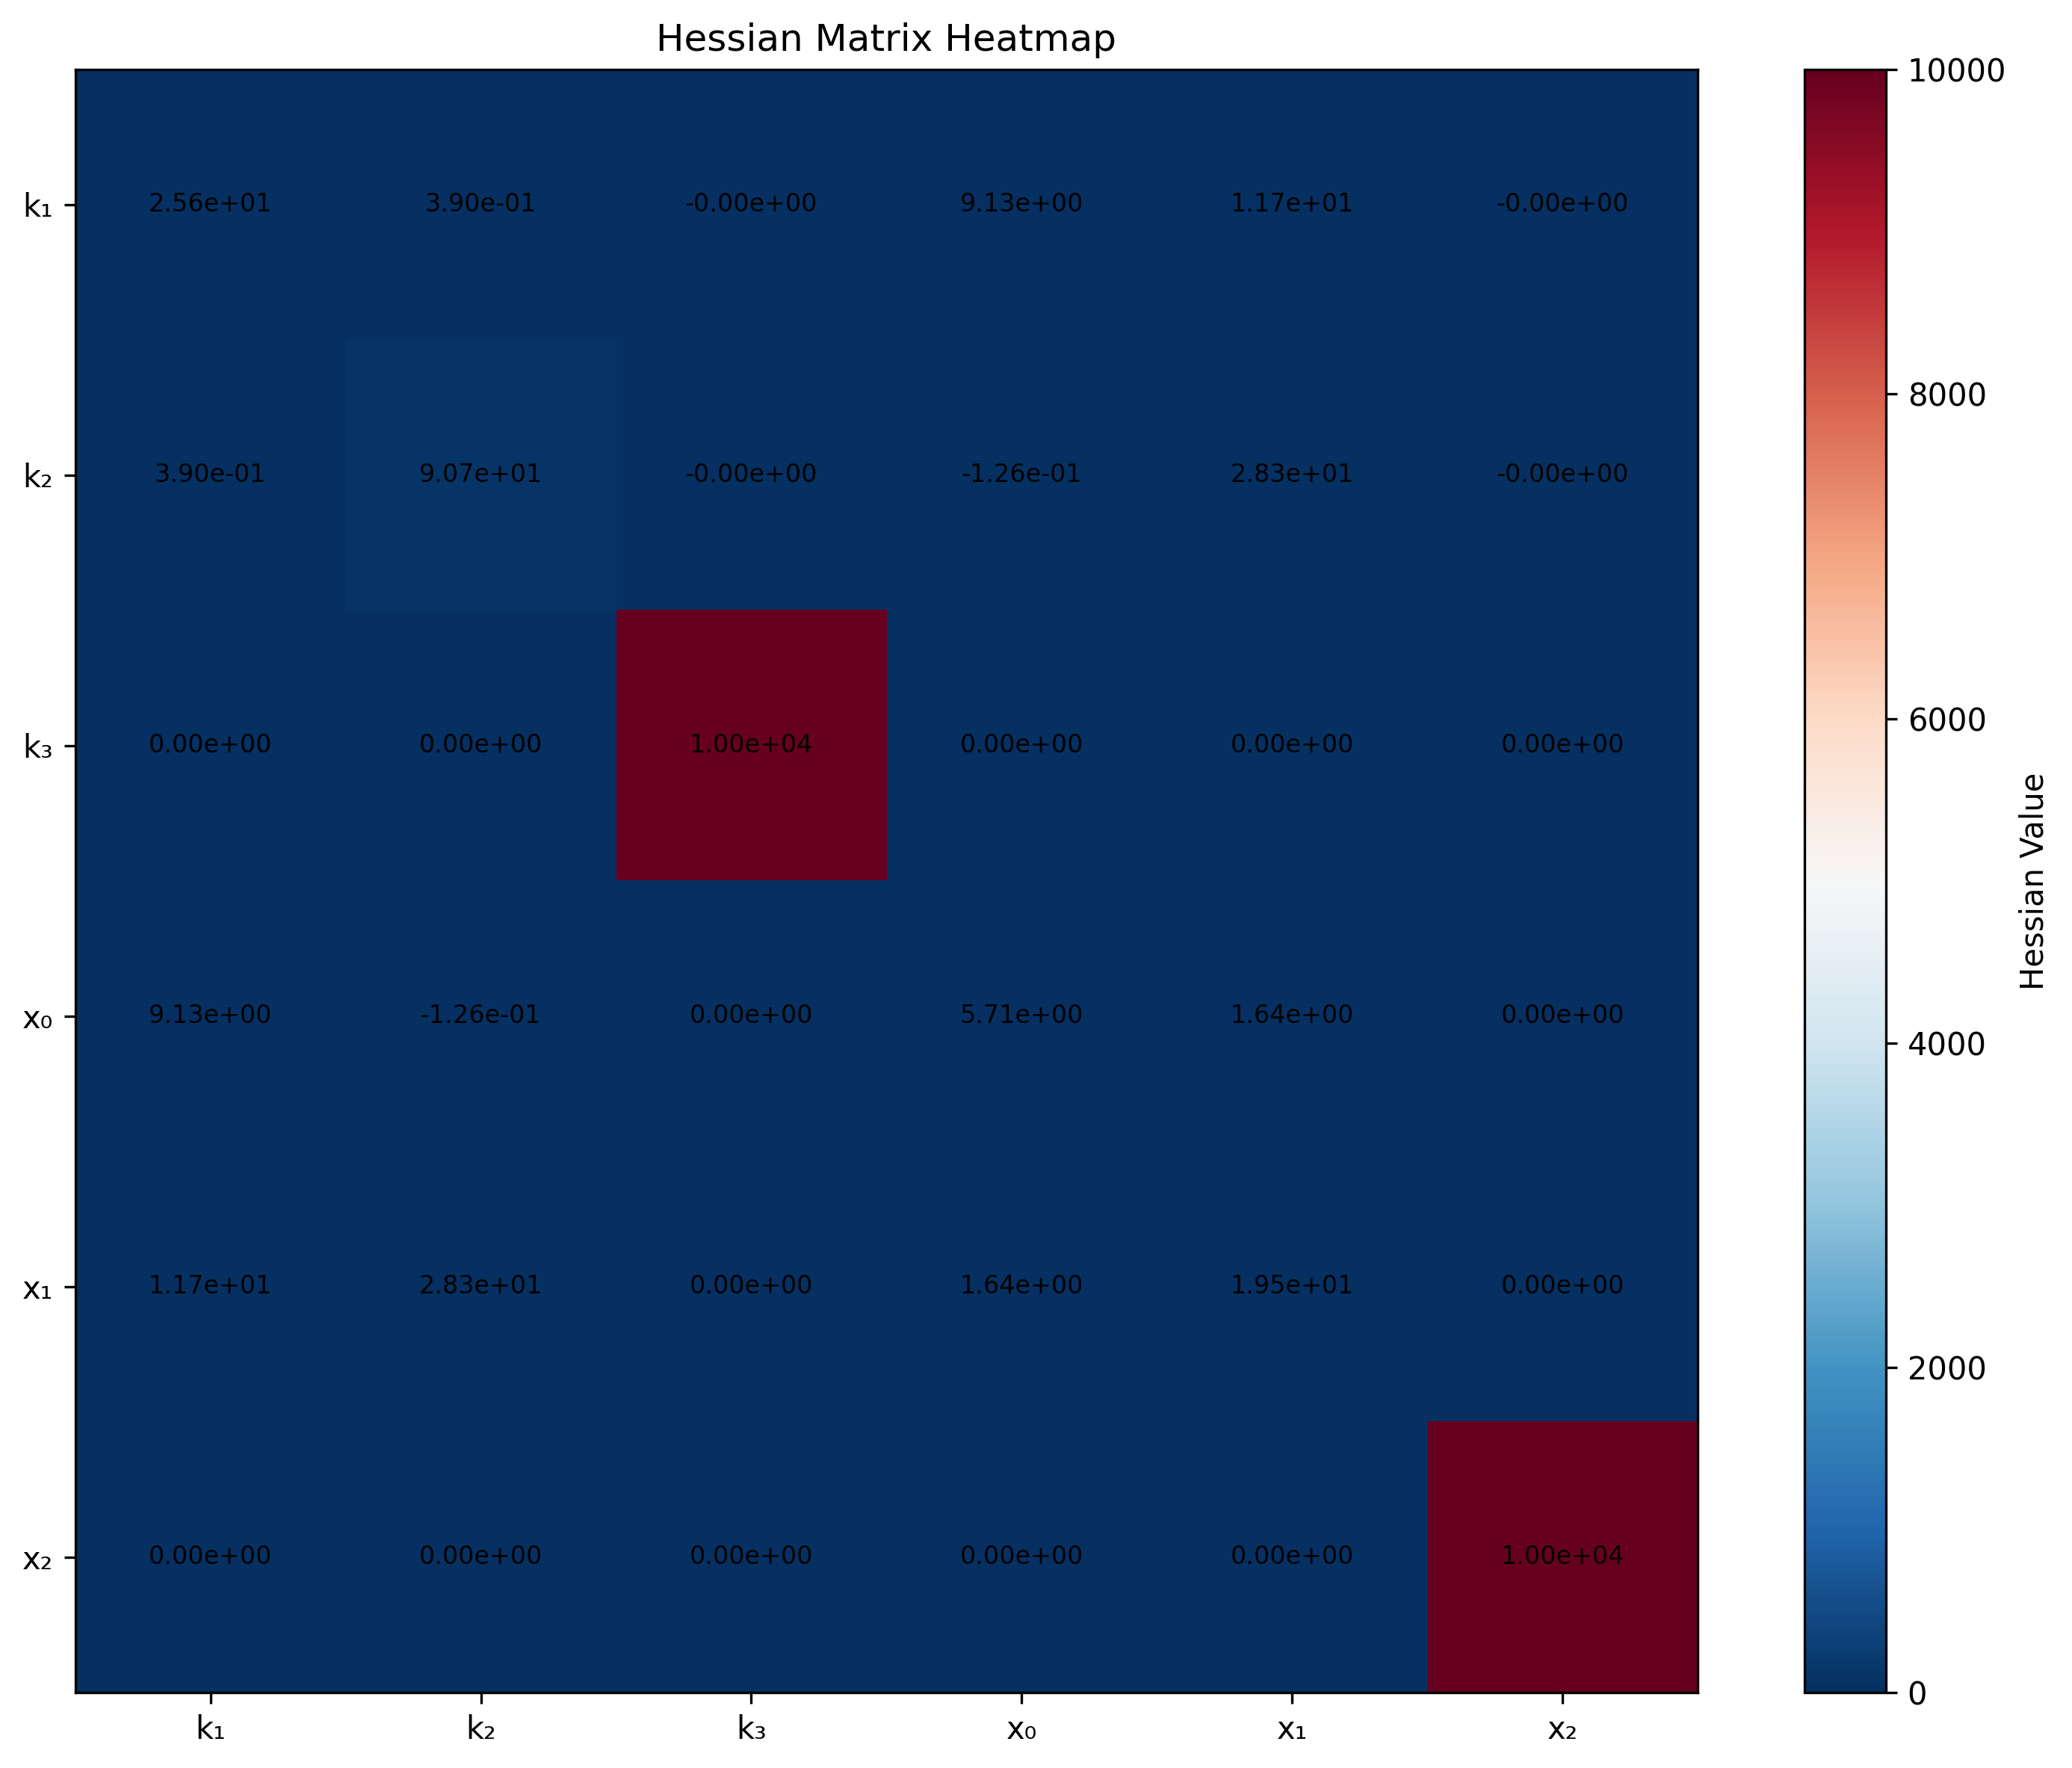 Hessian Matrix Heatmap
k₁ 2.56e+01 3.90e-01 -0.00e+00 9.13e+00 1.17e+01 -0.00e+00
k₂ 3.90e-01 9.07e+01 -0.00e+00 -1.26e-01 2.83e+01 -0.00e+00
k₃ 0.00e+00 0.00e+00 1.00e+04 0.00e+00 0.00e+00 0.00e+00
x₀ 9.13e+00 -1.26e-01 0.00e+00 5.71e+00 1.64e+00 0.00e+00
x₁ 1.17e+01 2.83e+01 0.00e+00 1.64e+00 1.95e+01 0.00e+00
x₂ 0.00e+00 0.00e+00 0.00e+00 0.00e+00 0.00e+00 1.00e+04
k₁ k₂ k₃ x₀ x₁ x₂
10000
8000
6000
4000
2000
0
Hessian Value